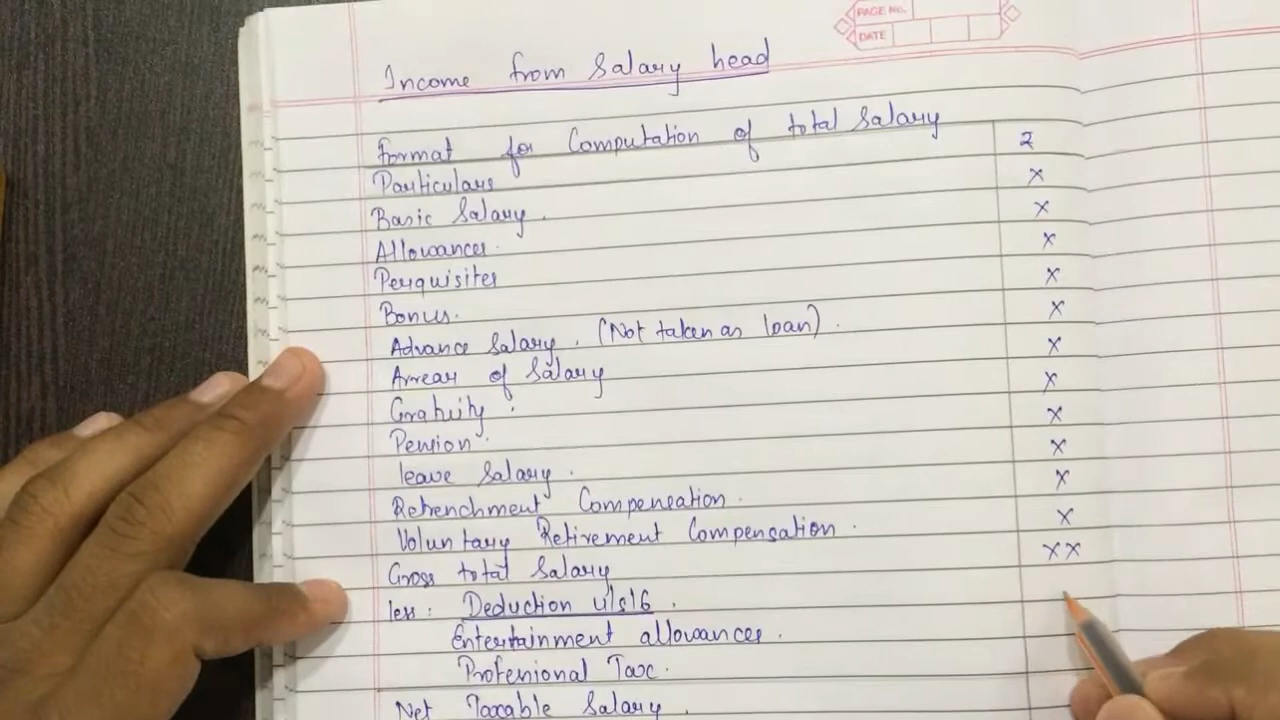 PAGE No.
DATE
Income from Salary head
Format for Computation of total Salary ₹
Particulars X
Basic Salary. X
Allowances. X
Perquisites X
Bonus. X
Advance Salary. (Not taken as loan). X
Arrear of Salary X
Gratuity. X
Pension. X
leave Salary. X
Retrenchment Compensation. X
Voluntary Retirement Compensation. XX
Gross total Salary
less: Deduction u/s16.
Entertainment allowances.
Professional Tax.
Net Taxable Salary.